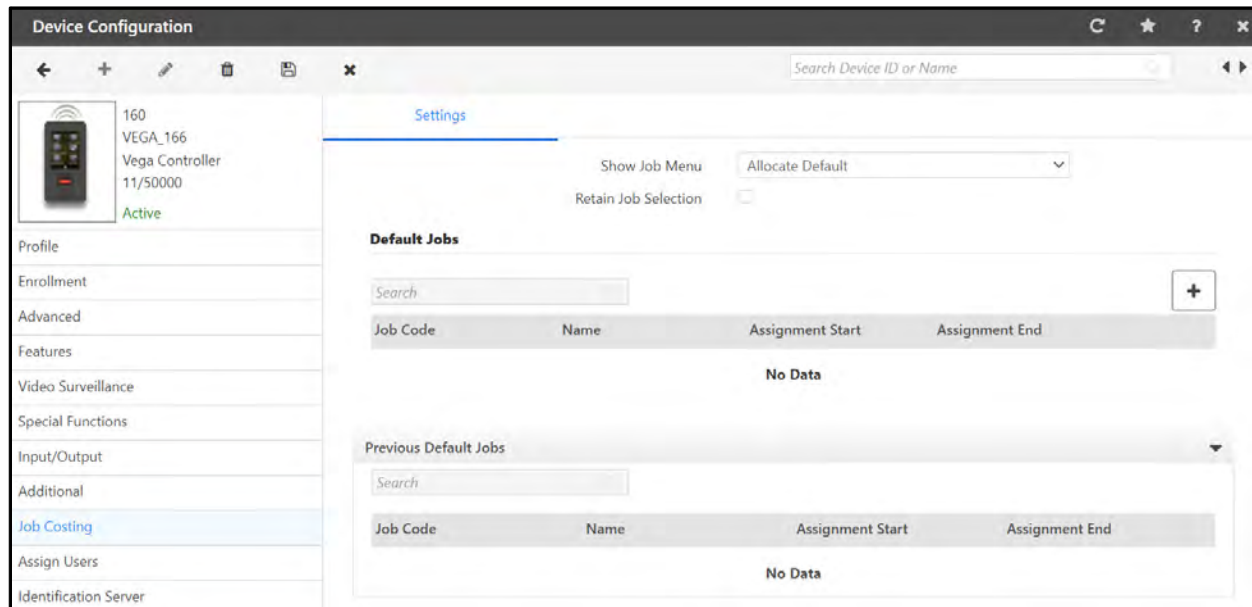 Device Configuration ?
Search Device ID or Name
160
VEGA_166
Vega Controller
11/50000
Active
Profile
Enrollment
Advanced
Features
Video Surveillance
Special Functions
Input/Output
Additional
Job Costing
Assign Users
Identification Server
Settings
Show Job Menu Allocate Default
Retain Job Selection
Default Jobs
Search
Job Code Name Assignment Start Assignment End
No Data
Previous Default Jobs
Search
Job Code Name Assignment Start Assignment End
No Data